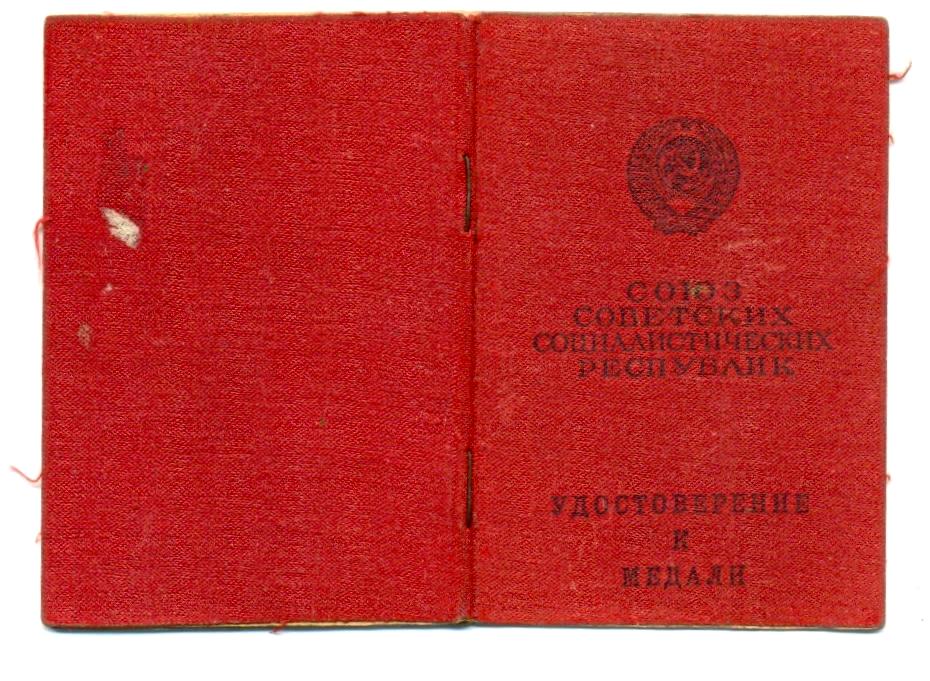 СОЮЗ
СОВЕТСКИХ
СОЦИАЛИСТИЧЕСКИХ
РЕСПУБЛИК
УДОСТОВЕРЕНИЕ
К
МЕДАЛИ